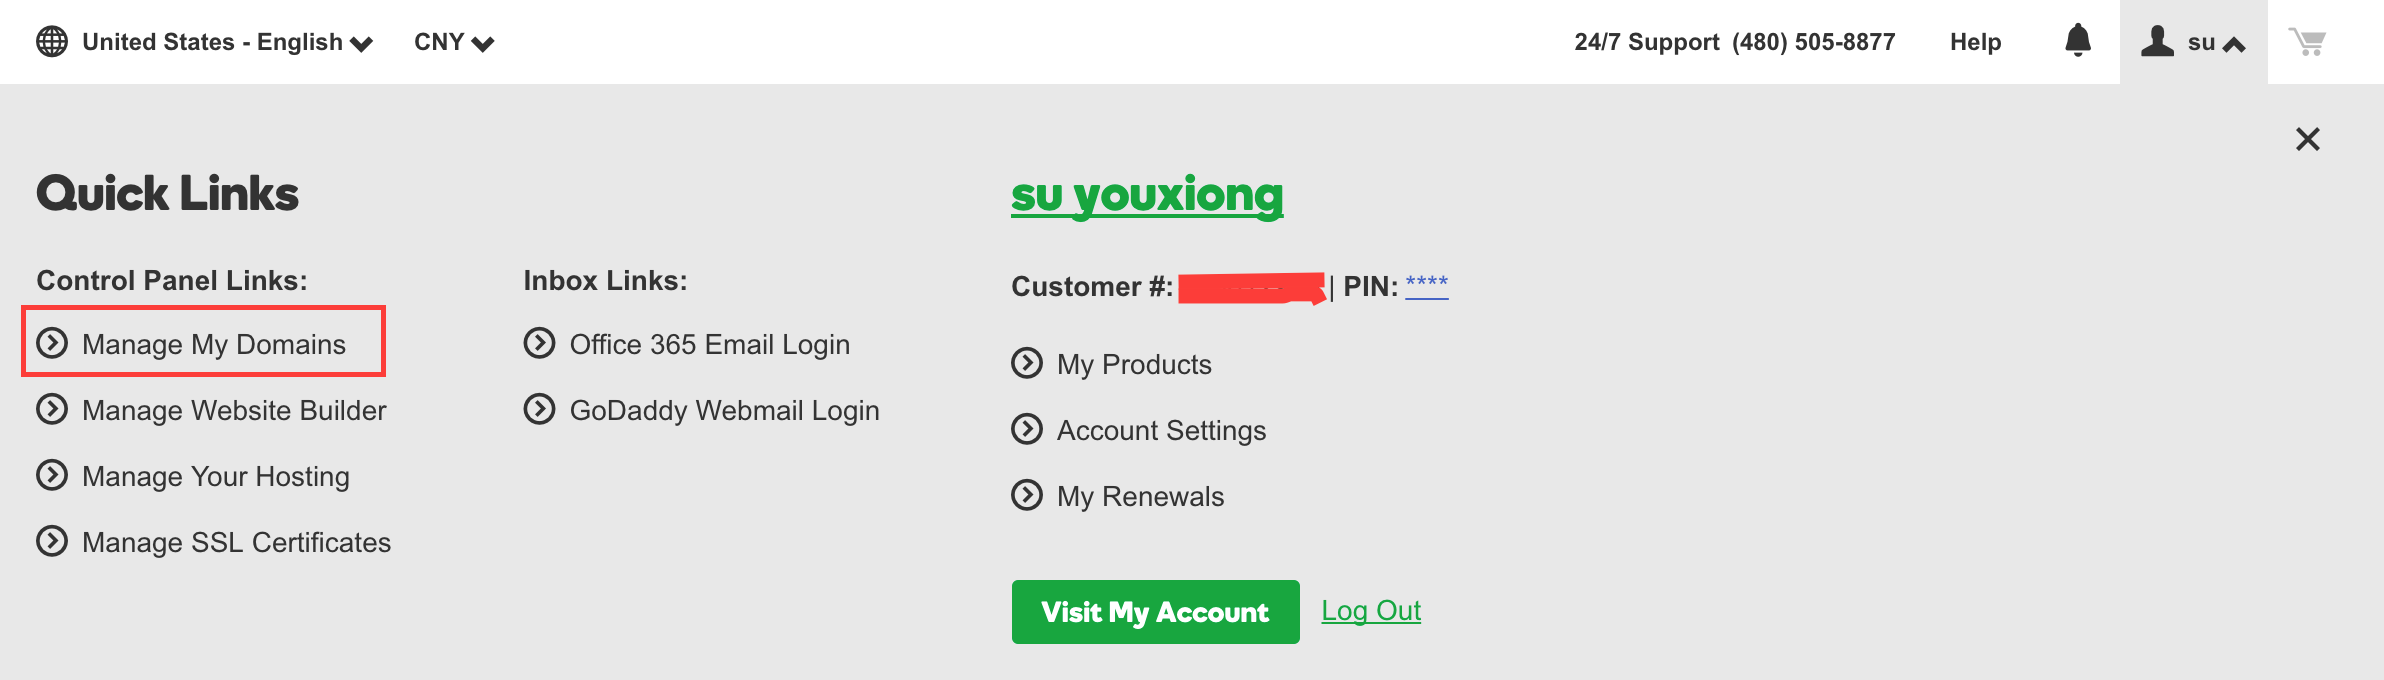 United States - English CNY 24/7 Support (480) 505-8877 Help su
Quick Links
Control Panel Links:
Manage My Domains
Manage Website Builder
Manage Your Hosting
Manage SSL Certificates
Inbox Links:
Office 365 Email Login
GoDaddy Webmail Login
su youxiong
Customer #: | PIN: ****
My Products
Account Settings
My Renewals
Visit My Account Log Out